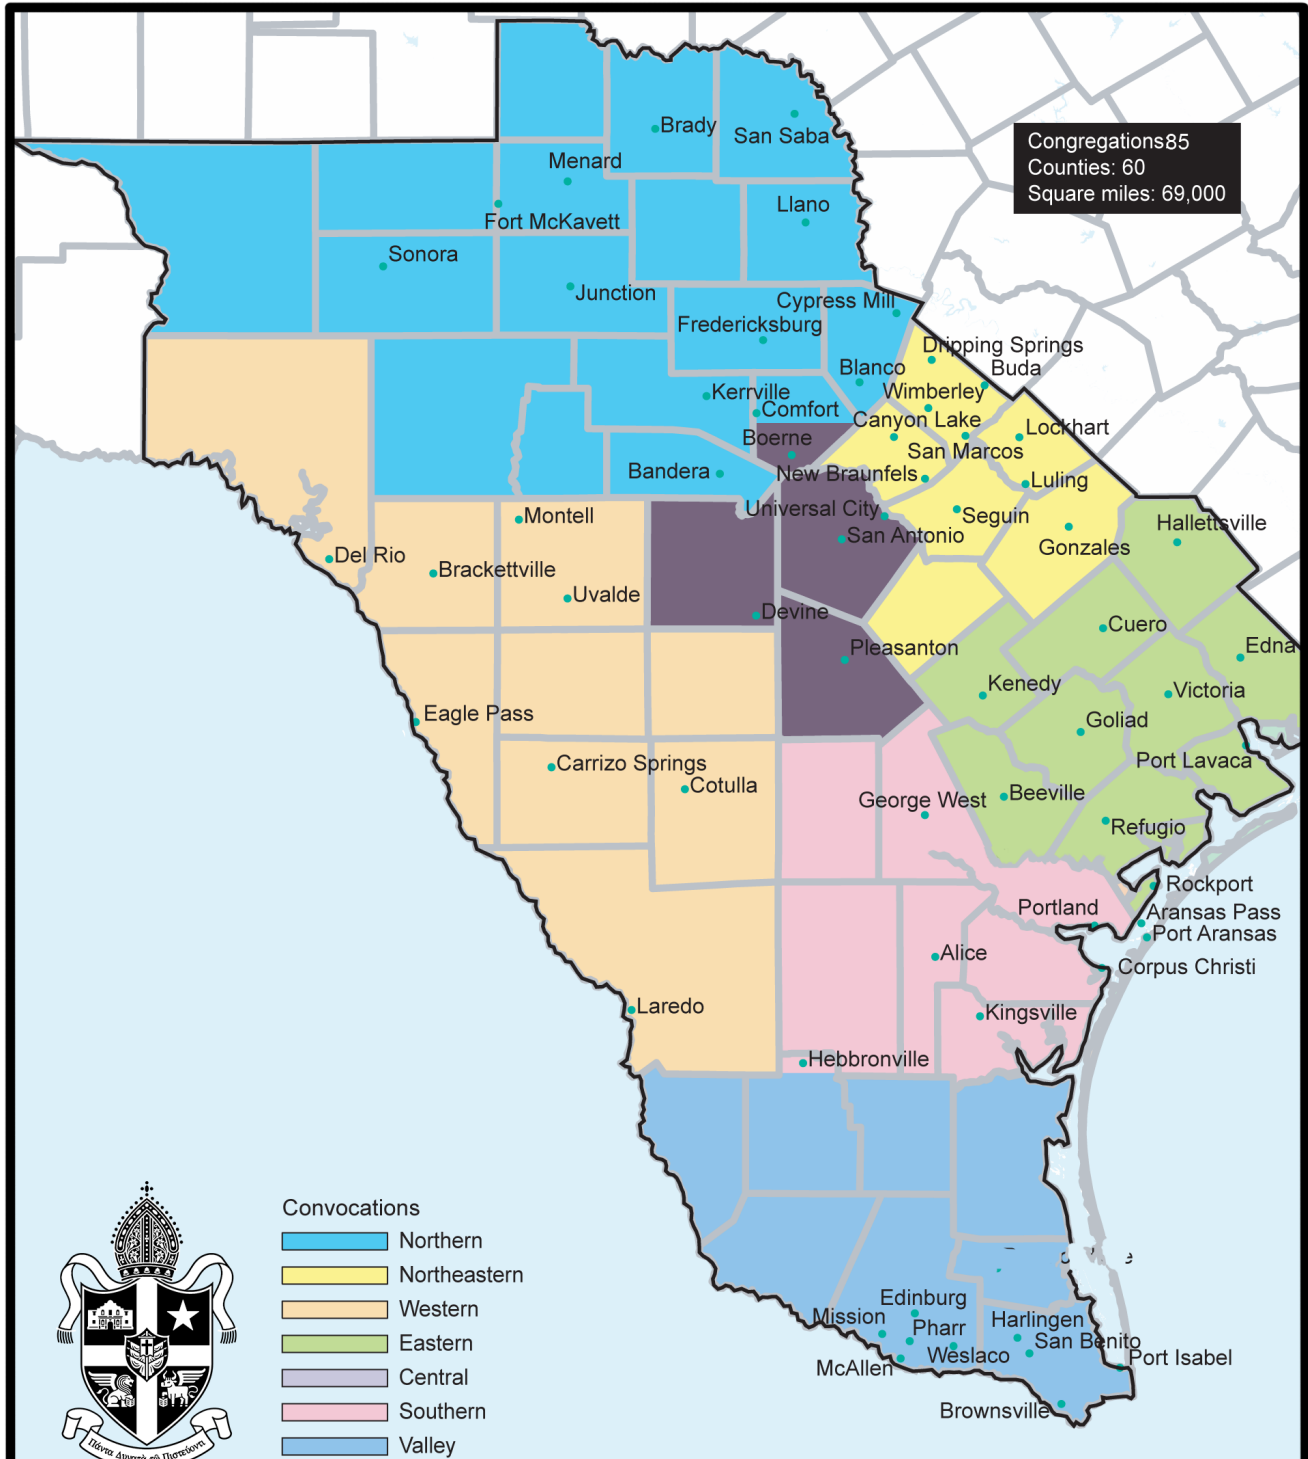 Congregations85
Counties: 60
Square miles: 69,000
Brady
San Saba
Menard
Fort McKavett
Llano
Sonora
Junction
Cypress Mill
Fredericksburg
Dripping Springs
Buda
Blanco
Wimberley
Kerrville
Comfort
Canyon Lake
Lockhart
Boerne
San Marcos
Bandera
New Braunfels
Luling
Universal City
Seguin
Montell
San Antonio
Hallettsville
Gonzales
Del Rio
Brackettville
Uvalde
Devine
Cuero
Pleasanton
Edna
Kenedy
Victoria
Eagle Pass
Goliad
Carrizo Springs
Port Lavaca
Cotulla
George West
Beeville
Refugio
Rockport
Portland
Aransas Pass
Port Aransas
Alice
Corpus Christi
Laredo
Kingsville
Hebbronville
Edinburg
Mission
Harlingen
Pharr
San Benito
Weslaco
Port Isabel
McAllen
Brownsville
Convocations
Northern
Northeastern
Western
Eastern
Central
Southern
Valley
Πάντα Δυνατὰ τῷ Πιστεύοντι